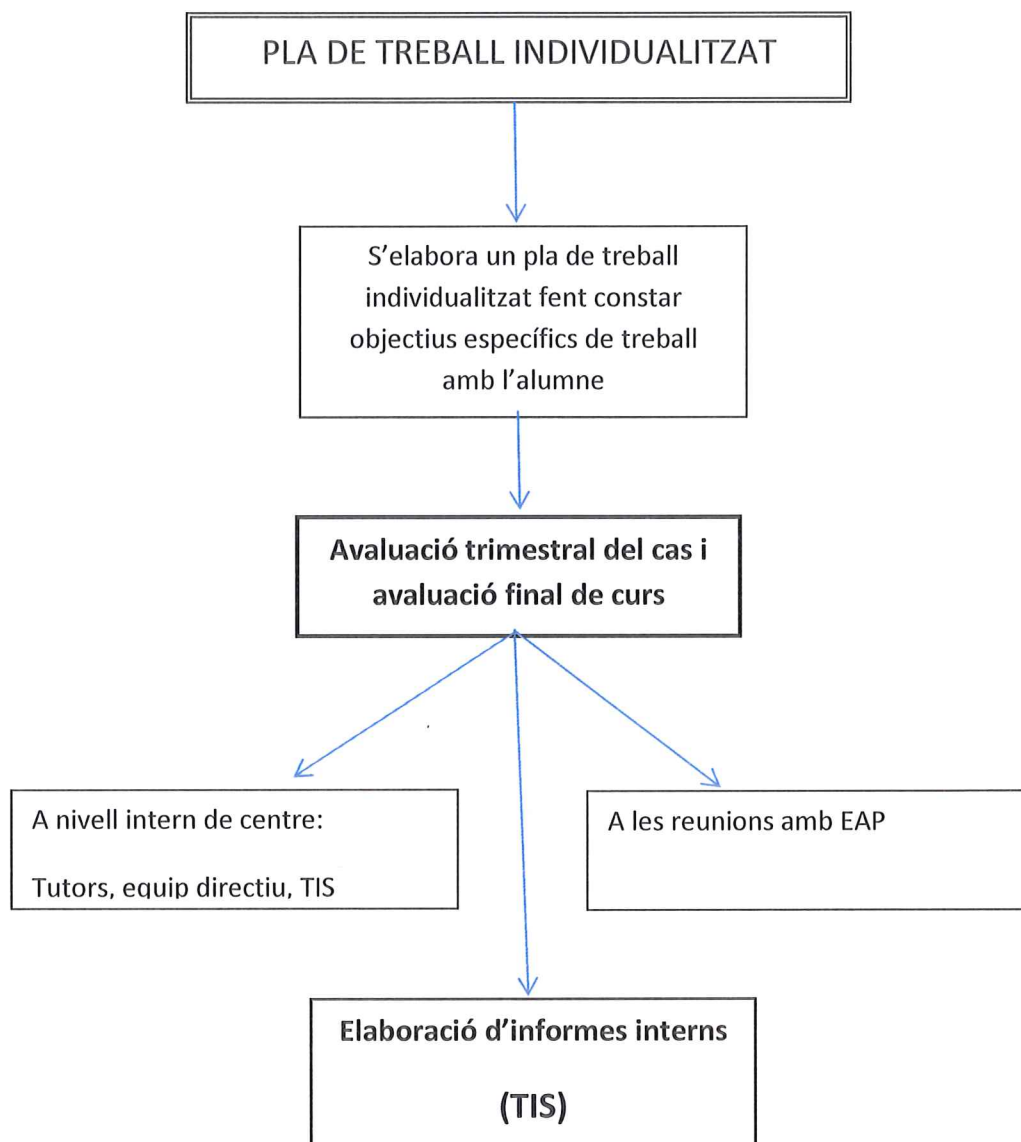 PLA DE TREBALL INDIVIDUALITZAT
S'elabora un pla de treball
individualitzat fent constar
objectius específics de treball
amb l'alumne
Avaluació trimestral del cas i
avaluació final de curs
A nivell intern de centre:
Tutors, equip directiu, TIS
A les reunions amb EAP
Elaboració d'informes interns
(TIS)